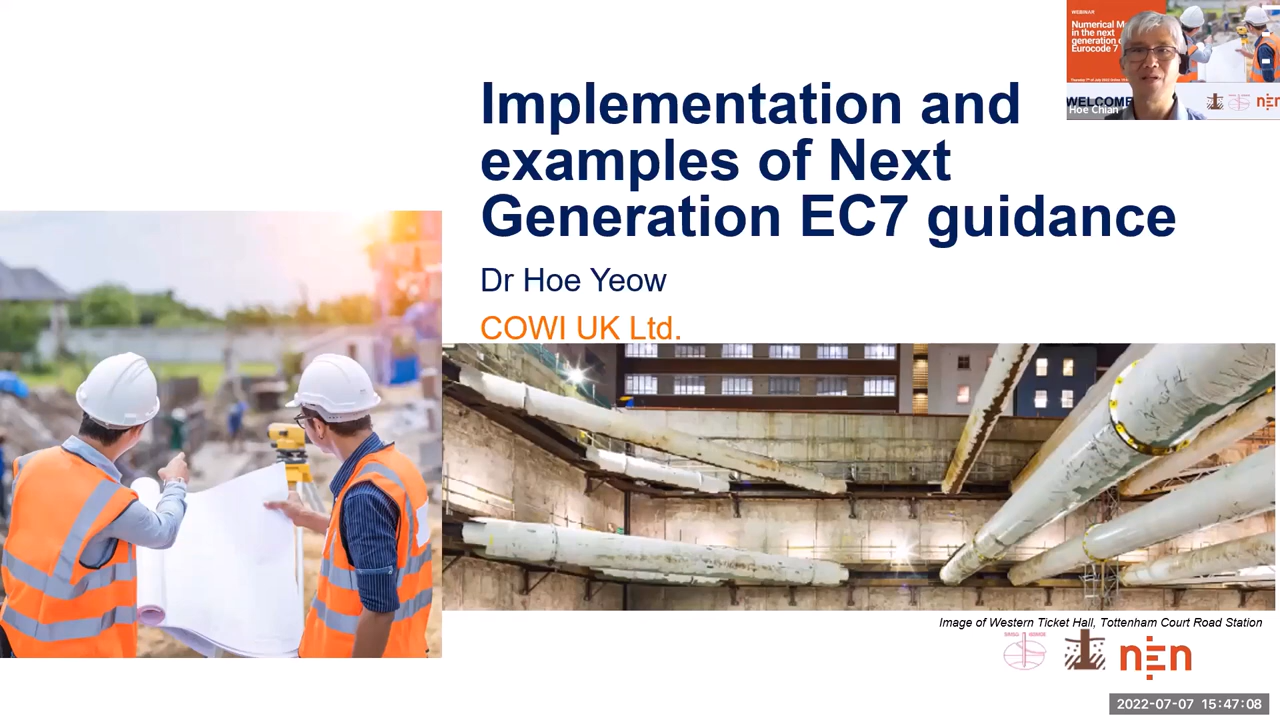 Implementation and
examples of Next
Generation EC7 guidance
Dr Hoe Yeow
COWI UK Ltd.
WEBINAR
Numerical M
in the next
generation o
Eurocode 7
WELCOME
Hoe Chian
Image of Western Ticket Hall, Tottenham Court Road Station
nen
2022-07-07 15:47:08